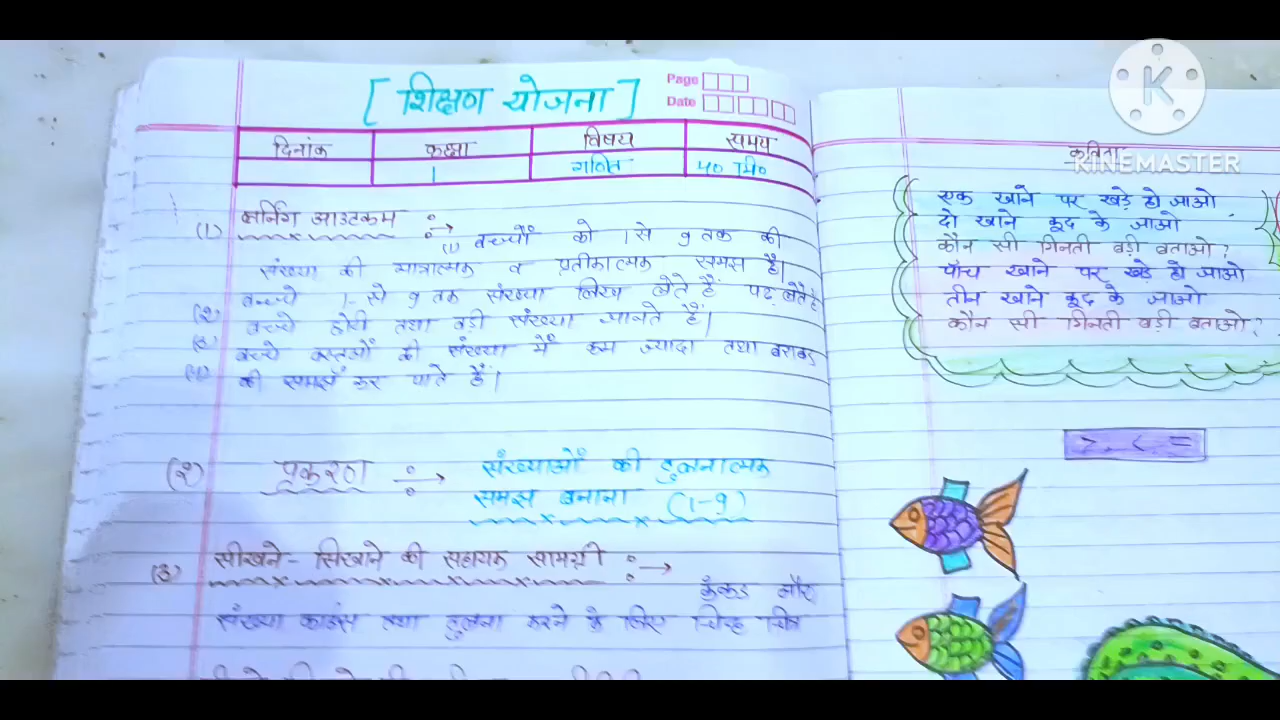 [ शिक्षण योजना ]
Page
Date
दिनांक कक्षा विषय समय
1 गणित ५० मि०
(1) लर्निंग आउटकम ÷→
(1) बच्चों को 1 से 9 तक की
संख्या की मात्रात्मक व प्रतीकात्मक समझ है।
(2) बच्चे 1 से 9 तक संख्या लिख लेते हैं पढ़ लेते है
(3) बच्चे छोटी तथा बड़ी संख्या जानते हैं।
(4) बच्चे वस्तुओं की संख्या में कम ज्यादा तथा बराबर
की समझ कर पाते हैं।
(२) प्रकरण ÷→ संख्याओं की तुलनात्मक
समझ बनाना (1-9)
(3) सीखने - सिखाने की सहायक सामग्री ÷→
कंकड़ और
संख्या कार्ड्स तथा तुलना करने के लिए चिन्ह चित्र
K
KINEMASTER
कविता
एक खाने पर खड़े हो जाओ
दो खाने कूद के जाओ
कौन सी गिनती बड़ी बताओ?
पाँच खाने पर खड़े हो जाओ
तीन खाने कूद के जाओ
कौन सी गिनती बड़ी बताओ?
>, <, =